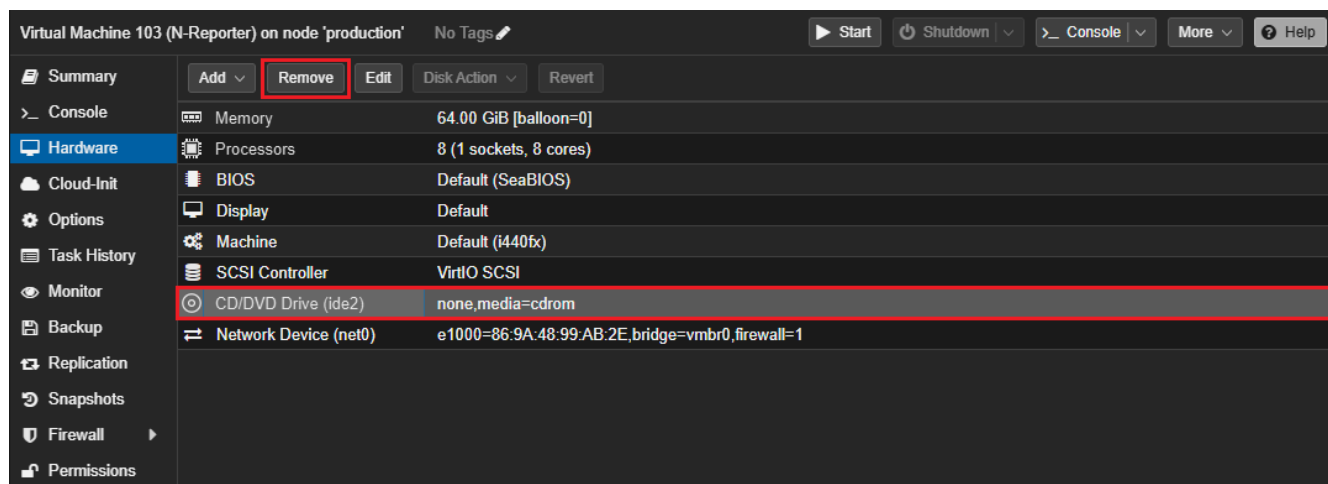 Virtual Machine 103 (N-Reporter) on node 'production' No Tags Start Shutdown >_ Console More Help
Summary
Console
Hardware
Cloud-Init
Options
Task History
Monitor
Backup
Replication
Snapshots
Firewall
Permissions
Add Remove Edit Disk Action Revert
Memory 64.00 GiB [balloon=0]
Processors 8 (1 sockets, 8 cores)
BIOS Default (SeaBIOS)
Display Default
Machine Default (i440fx)
SCSI Controller VirtIO SCSI
CD/DVD Drive (ide2) none,media=cdrom
Network Device (net0) e1000=86:9A:48:99:AB:2E,bridge=vmbr0,firewall=1